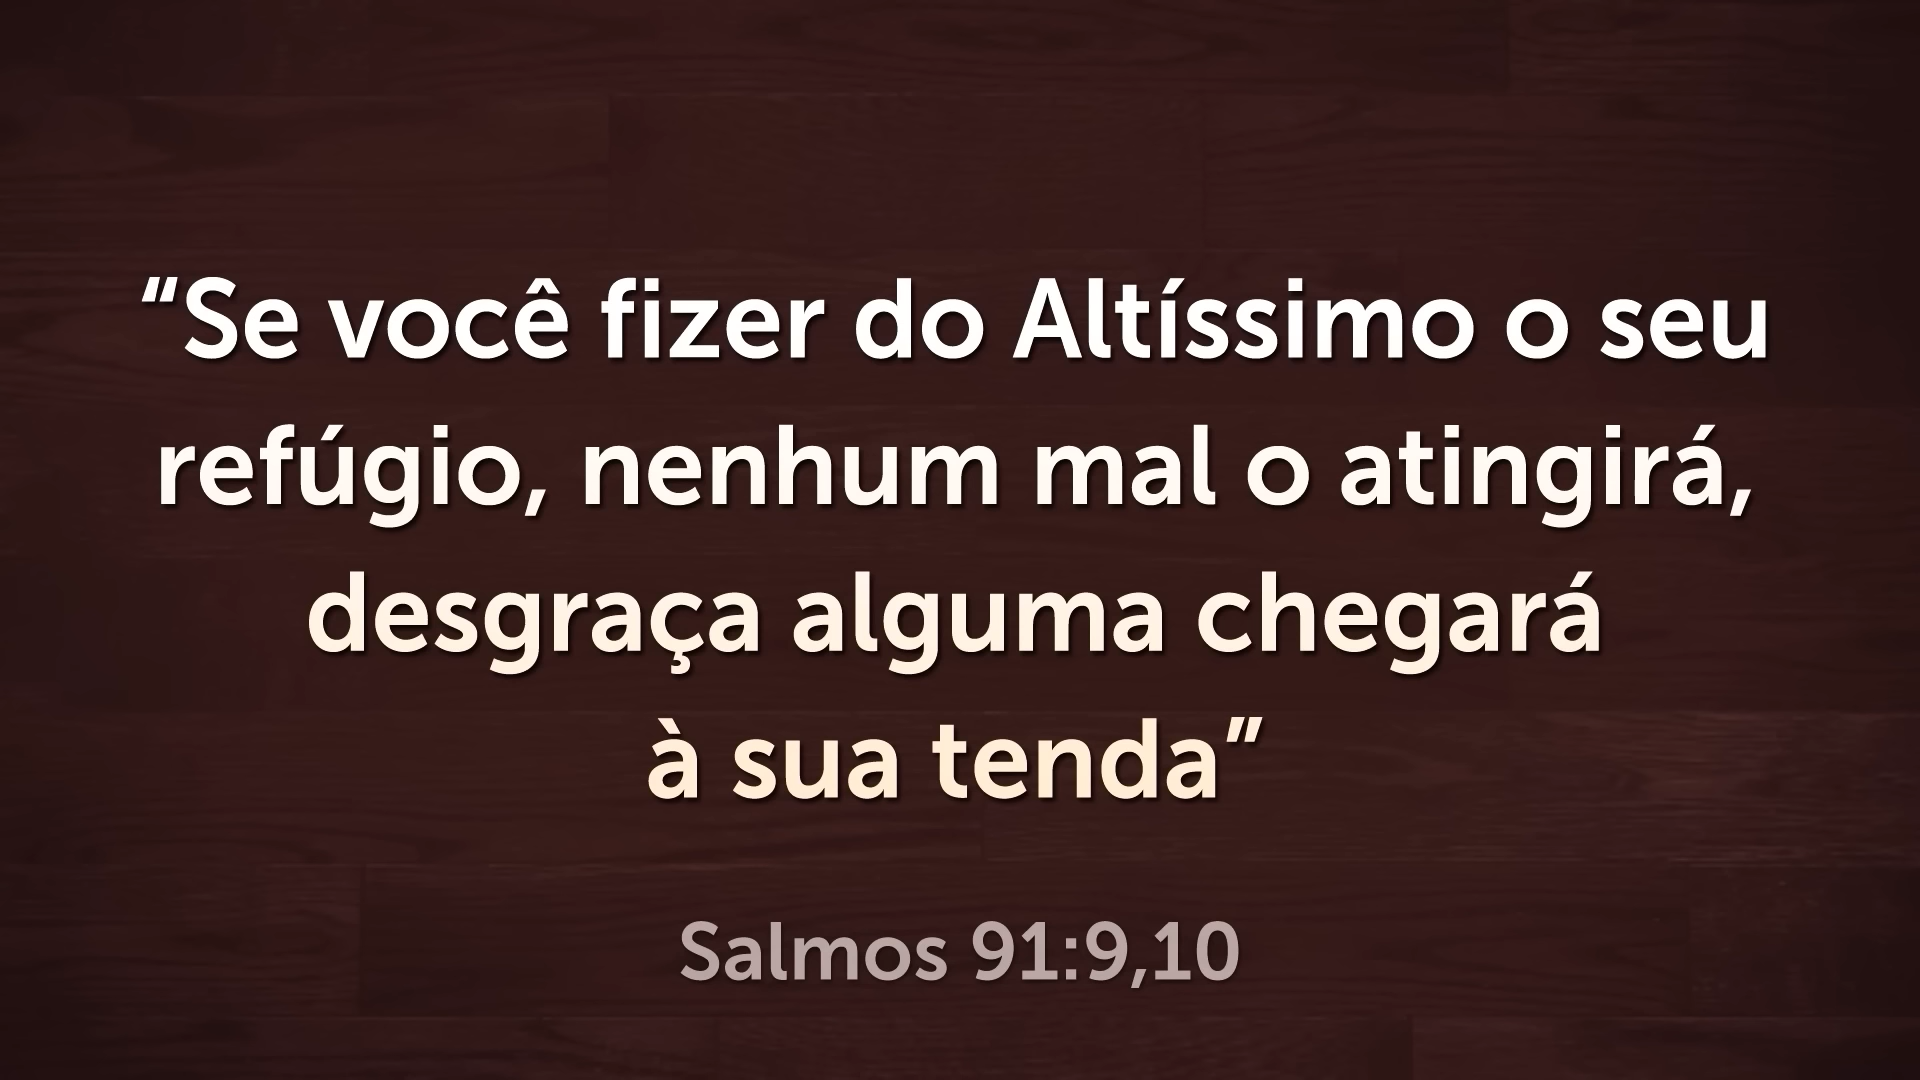 “Se você fizer do Altíssimo o seu
refúgio, nenhum mal o atingirá,
desgraça alguma chegará
à sua tenda”
Salmos 91:9,10